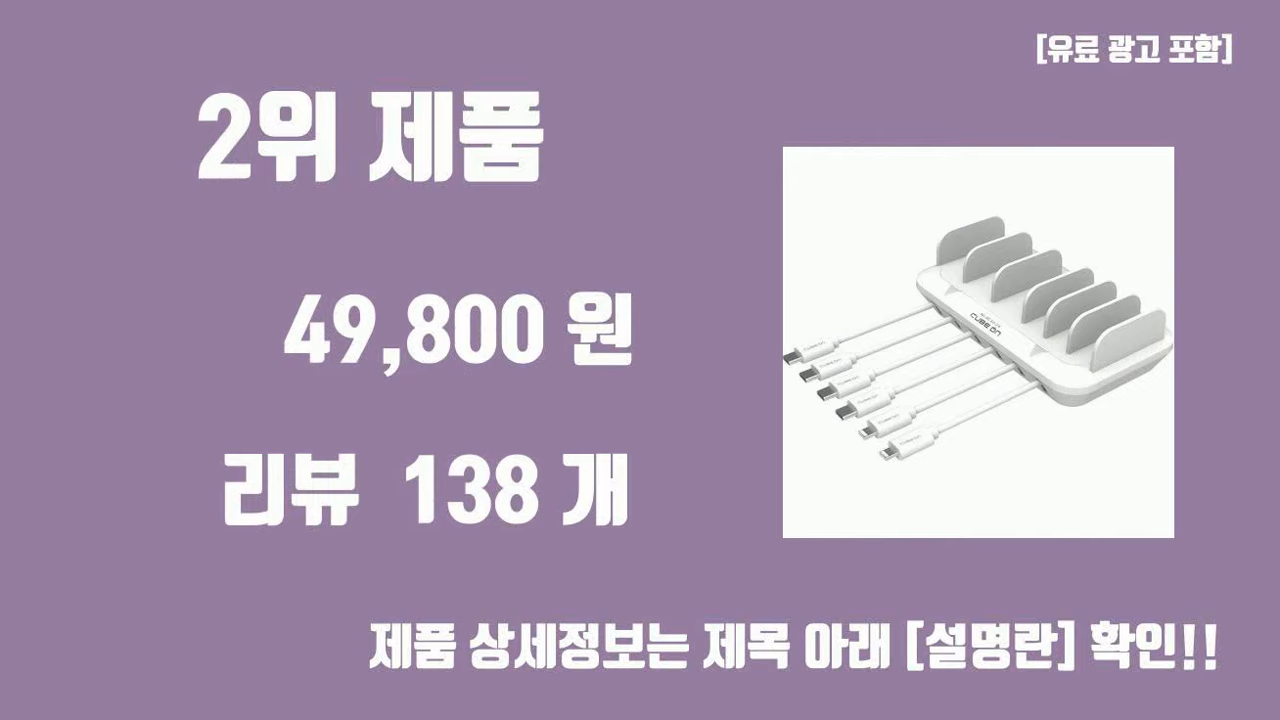 [유료 광고 포함]
2위 제품
49,800 원
리뷰 138 개
CUBE ON
제품 상세정보는 제목 아래 [설명란] 확인!!